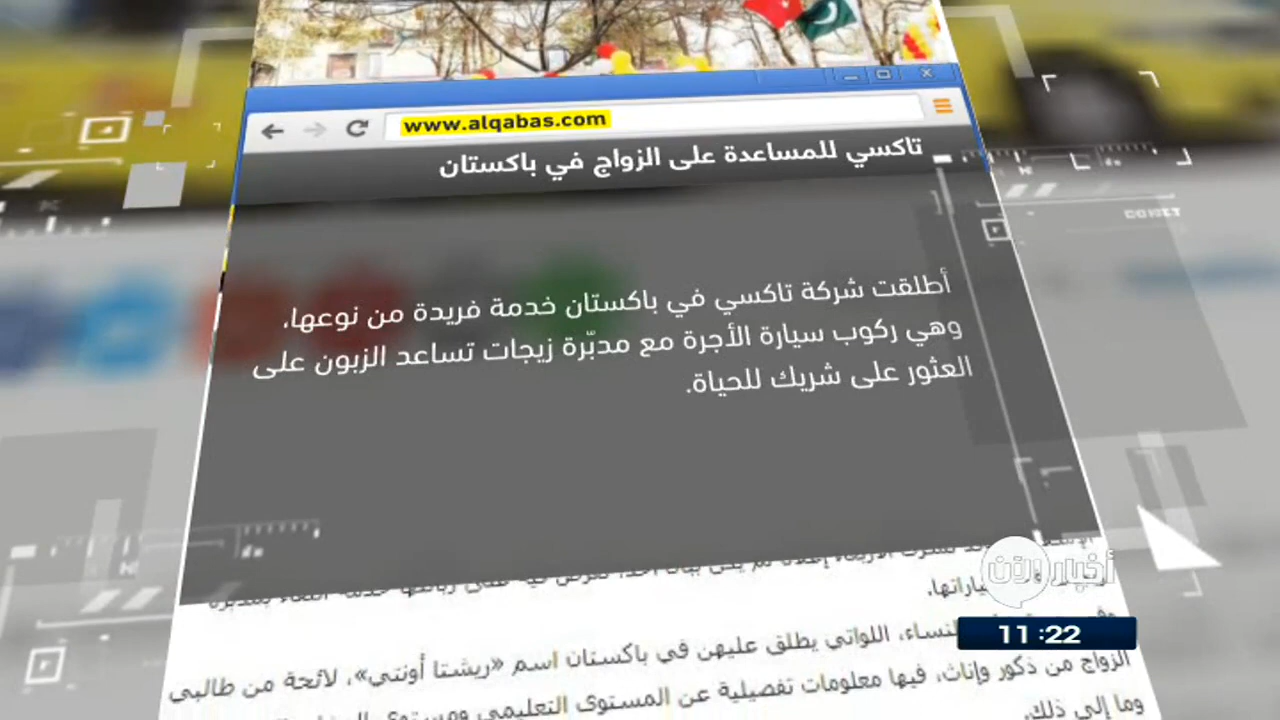 www.alqabas.com
تاكسي للمساعدة على الزواج في باكستان
أطلقت شركة تاكسي في باكستان خدمة فريدة من نوعها،
وهي ركوب سيارة الأجرة مع مدبّرة زيجات تساعد الزبون على
العثور على شريك للحياة.
أخبار الآن
11:22
النساء، اللواتي يطلق عليهن في باكستان اسم «ريشتا أونتي»، لائحة من طالبي
الزواج من ذكور وإناث، فيها معلومات تفصيلية عن المستوى التعليمي ومستوى
وما إلى ذلك.